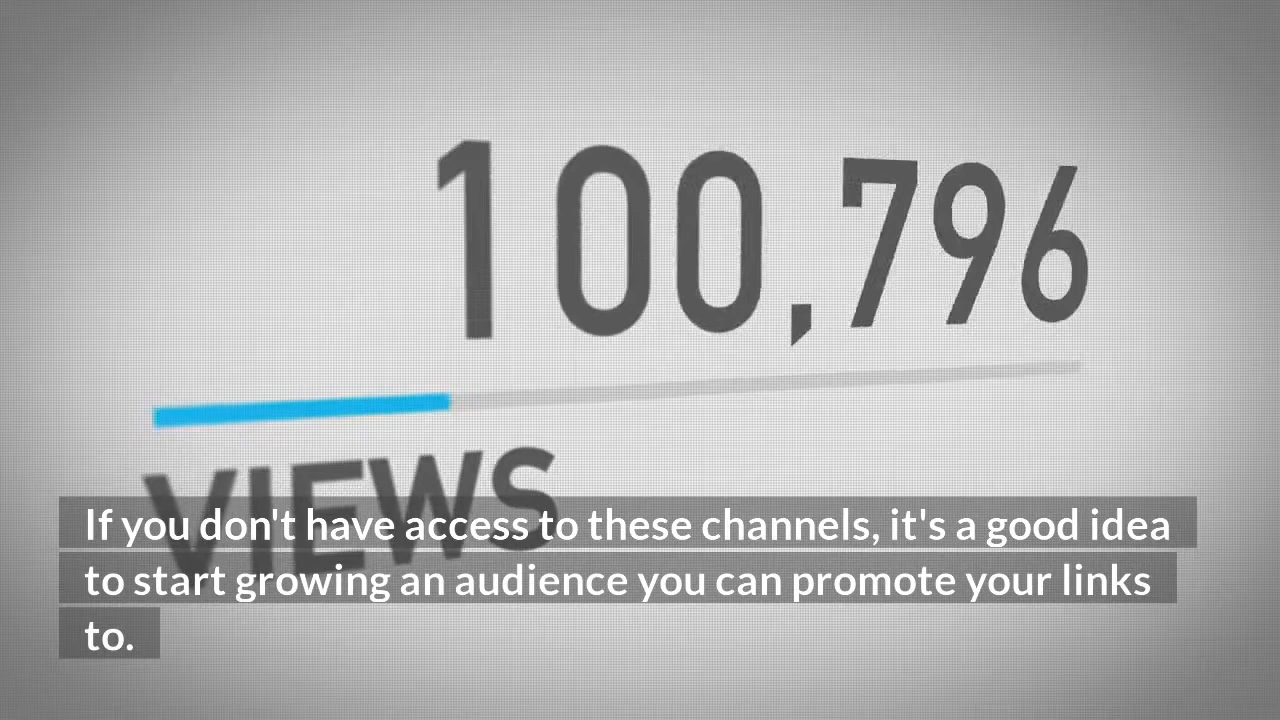 100,796
VIEWS
If you don't have access to these channels, it's a good idea
to start growing an audience you can promote your links
to.